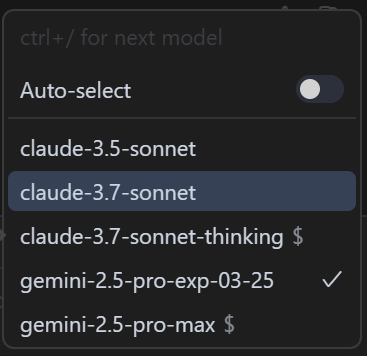 ctrl+/ for next model
Auto-select
claude-3.5-sonnet
claude-3.7-sonnet
claude-3.7-sonnet-thinking $
gemini-2.5-pro-exp-03-25
gemini-2.5-pro-max $